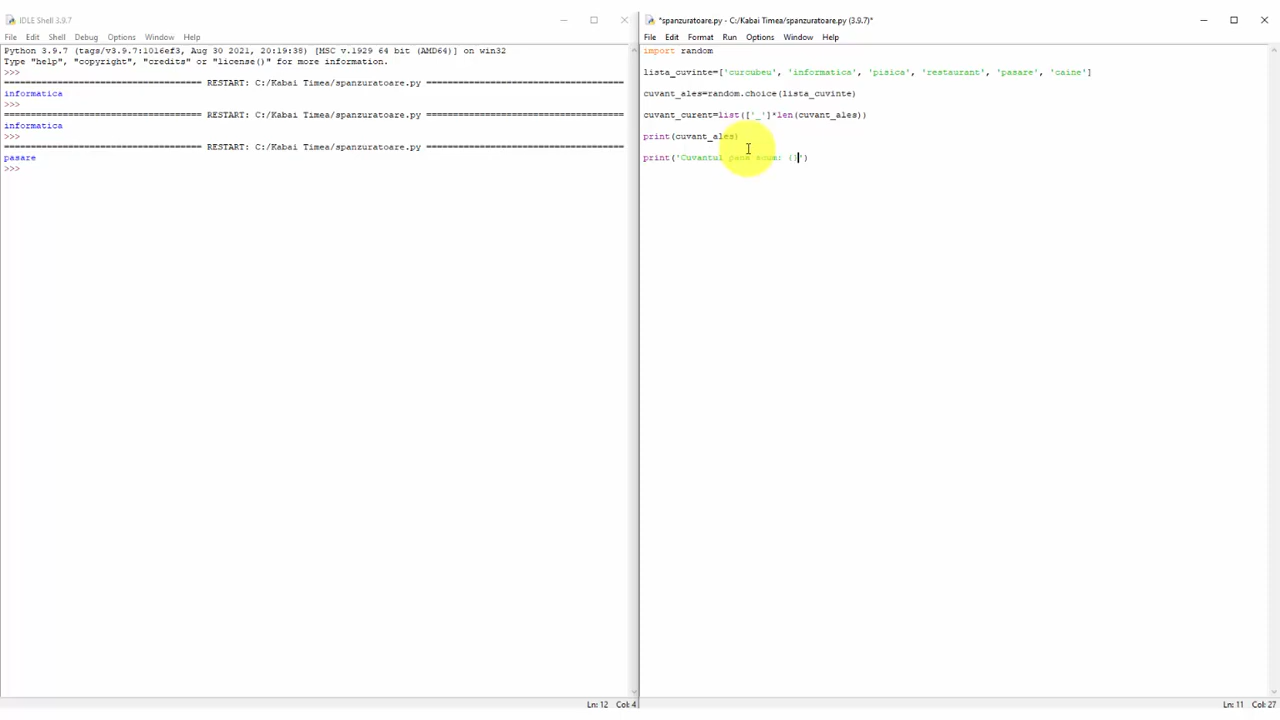 IDLE Shell 3.9.7
File Edit Shell Debug Options Window Help
Python 3.9.7 (tags/v3.9.7:1016ef3, Aug 30 2021, 20:19:38) [MSC v.1929 64 bit (AMD64)] on win32
Type "help", "copyright", "credits" or "license()" for more information.
>>>
===================================== RESTART: C:/Kabai Timea/spanzuratoare.py =====================================
informatica
>>>
===================================== RESTART: C:/Kabai Timea/spanzuratoare.py =====================================
informatica
>>>
===================================== RESTART: C:/Kabai Timea/spanzuratoare.py =====================================
pasare
>>>
Ln: 12 Col: 4
*spanzuratoare.py - C:/Kabai Timea/spanzuratoare.py (3.9.7)*
File Edit Format Run Options Window Help
import random
lista_cuvinte=['curcubeu', 'informatica', 'pisica', 'restaurant', 'pasare', 'caine']
cuvant_ales=random.choice(lista_cuvinte)
cuvant_curent=list(['_']*len(cuvant_ales))
print(cuvant_ales)
print('Cuvantul pana acum: {}')
Ln: 11 Col: 27